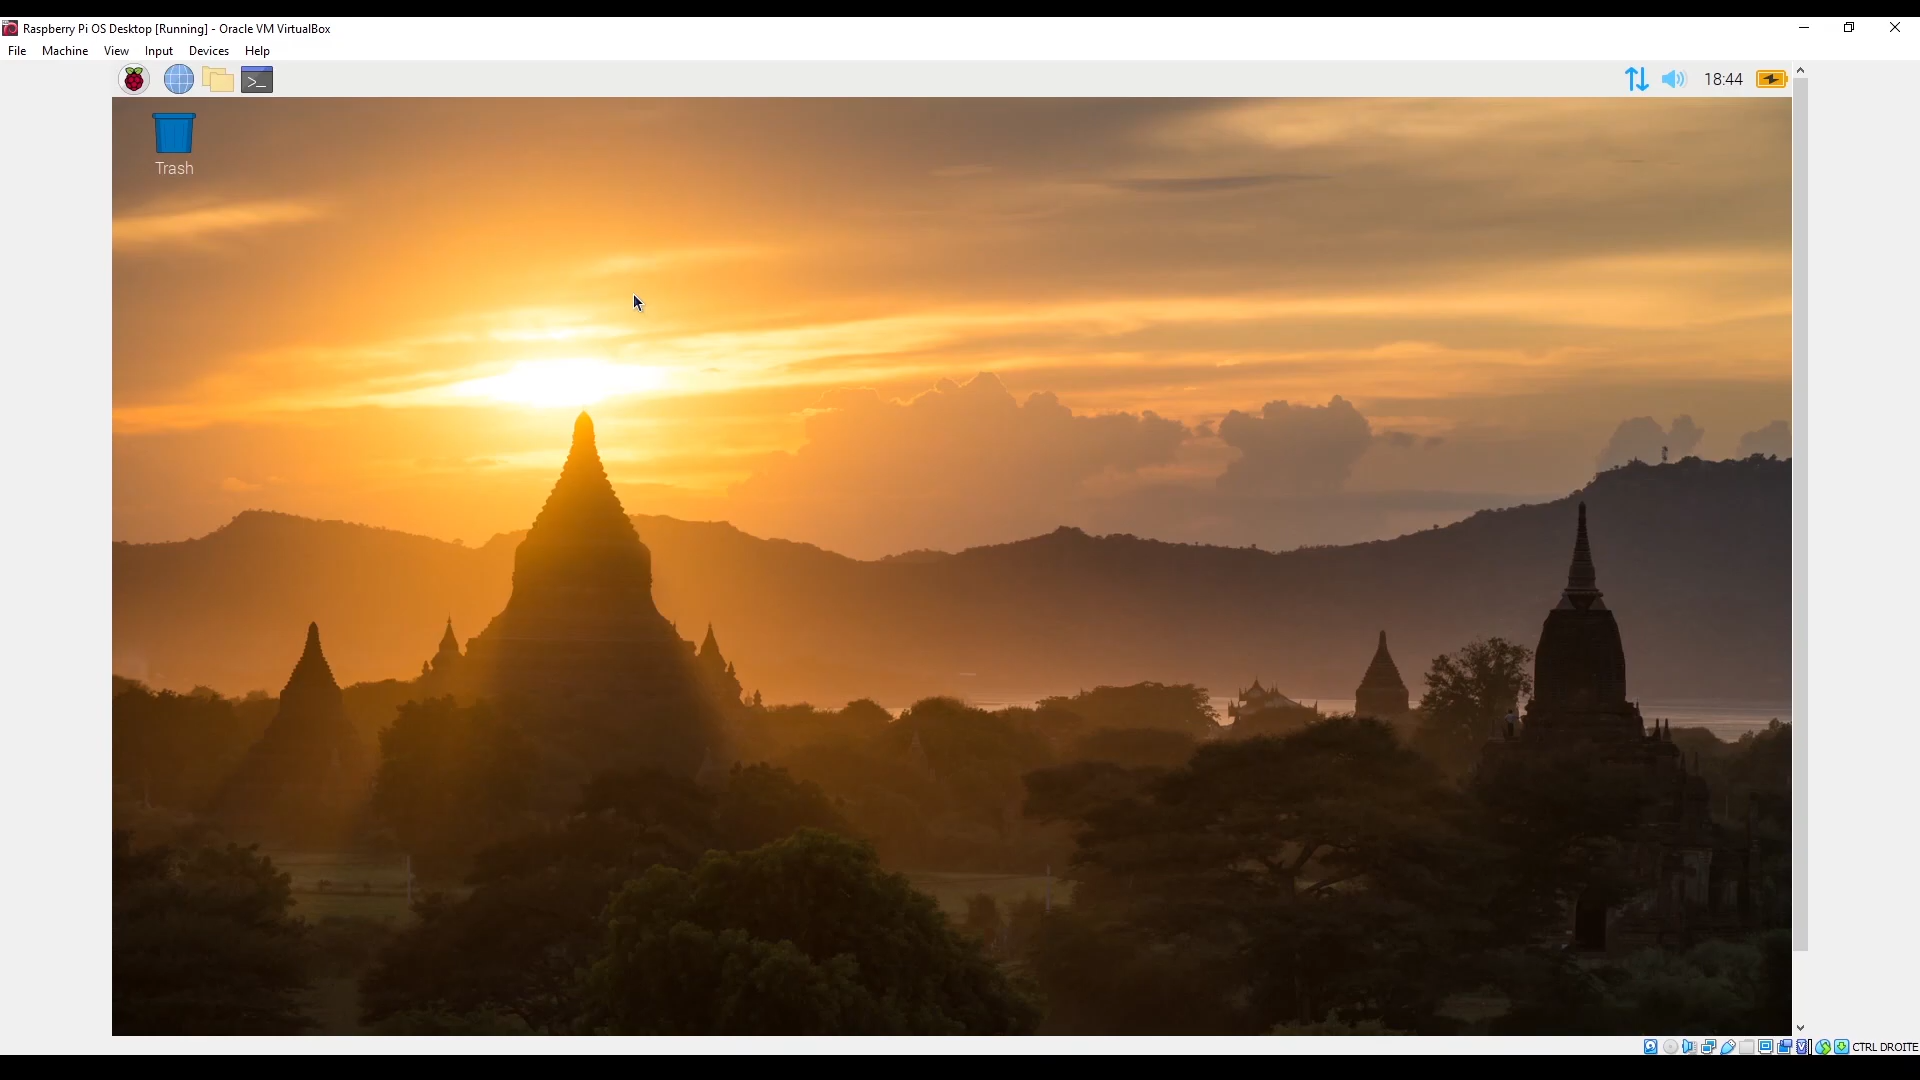 Raspberry Pi OS Desktop [Running] - Oracle VM VirtualBox
File Machine View Input Devices Help
>_ 18:44
Trash
CTRL DROITE